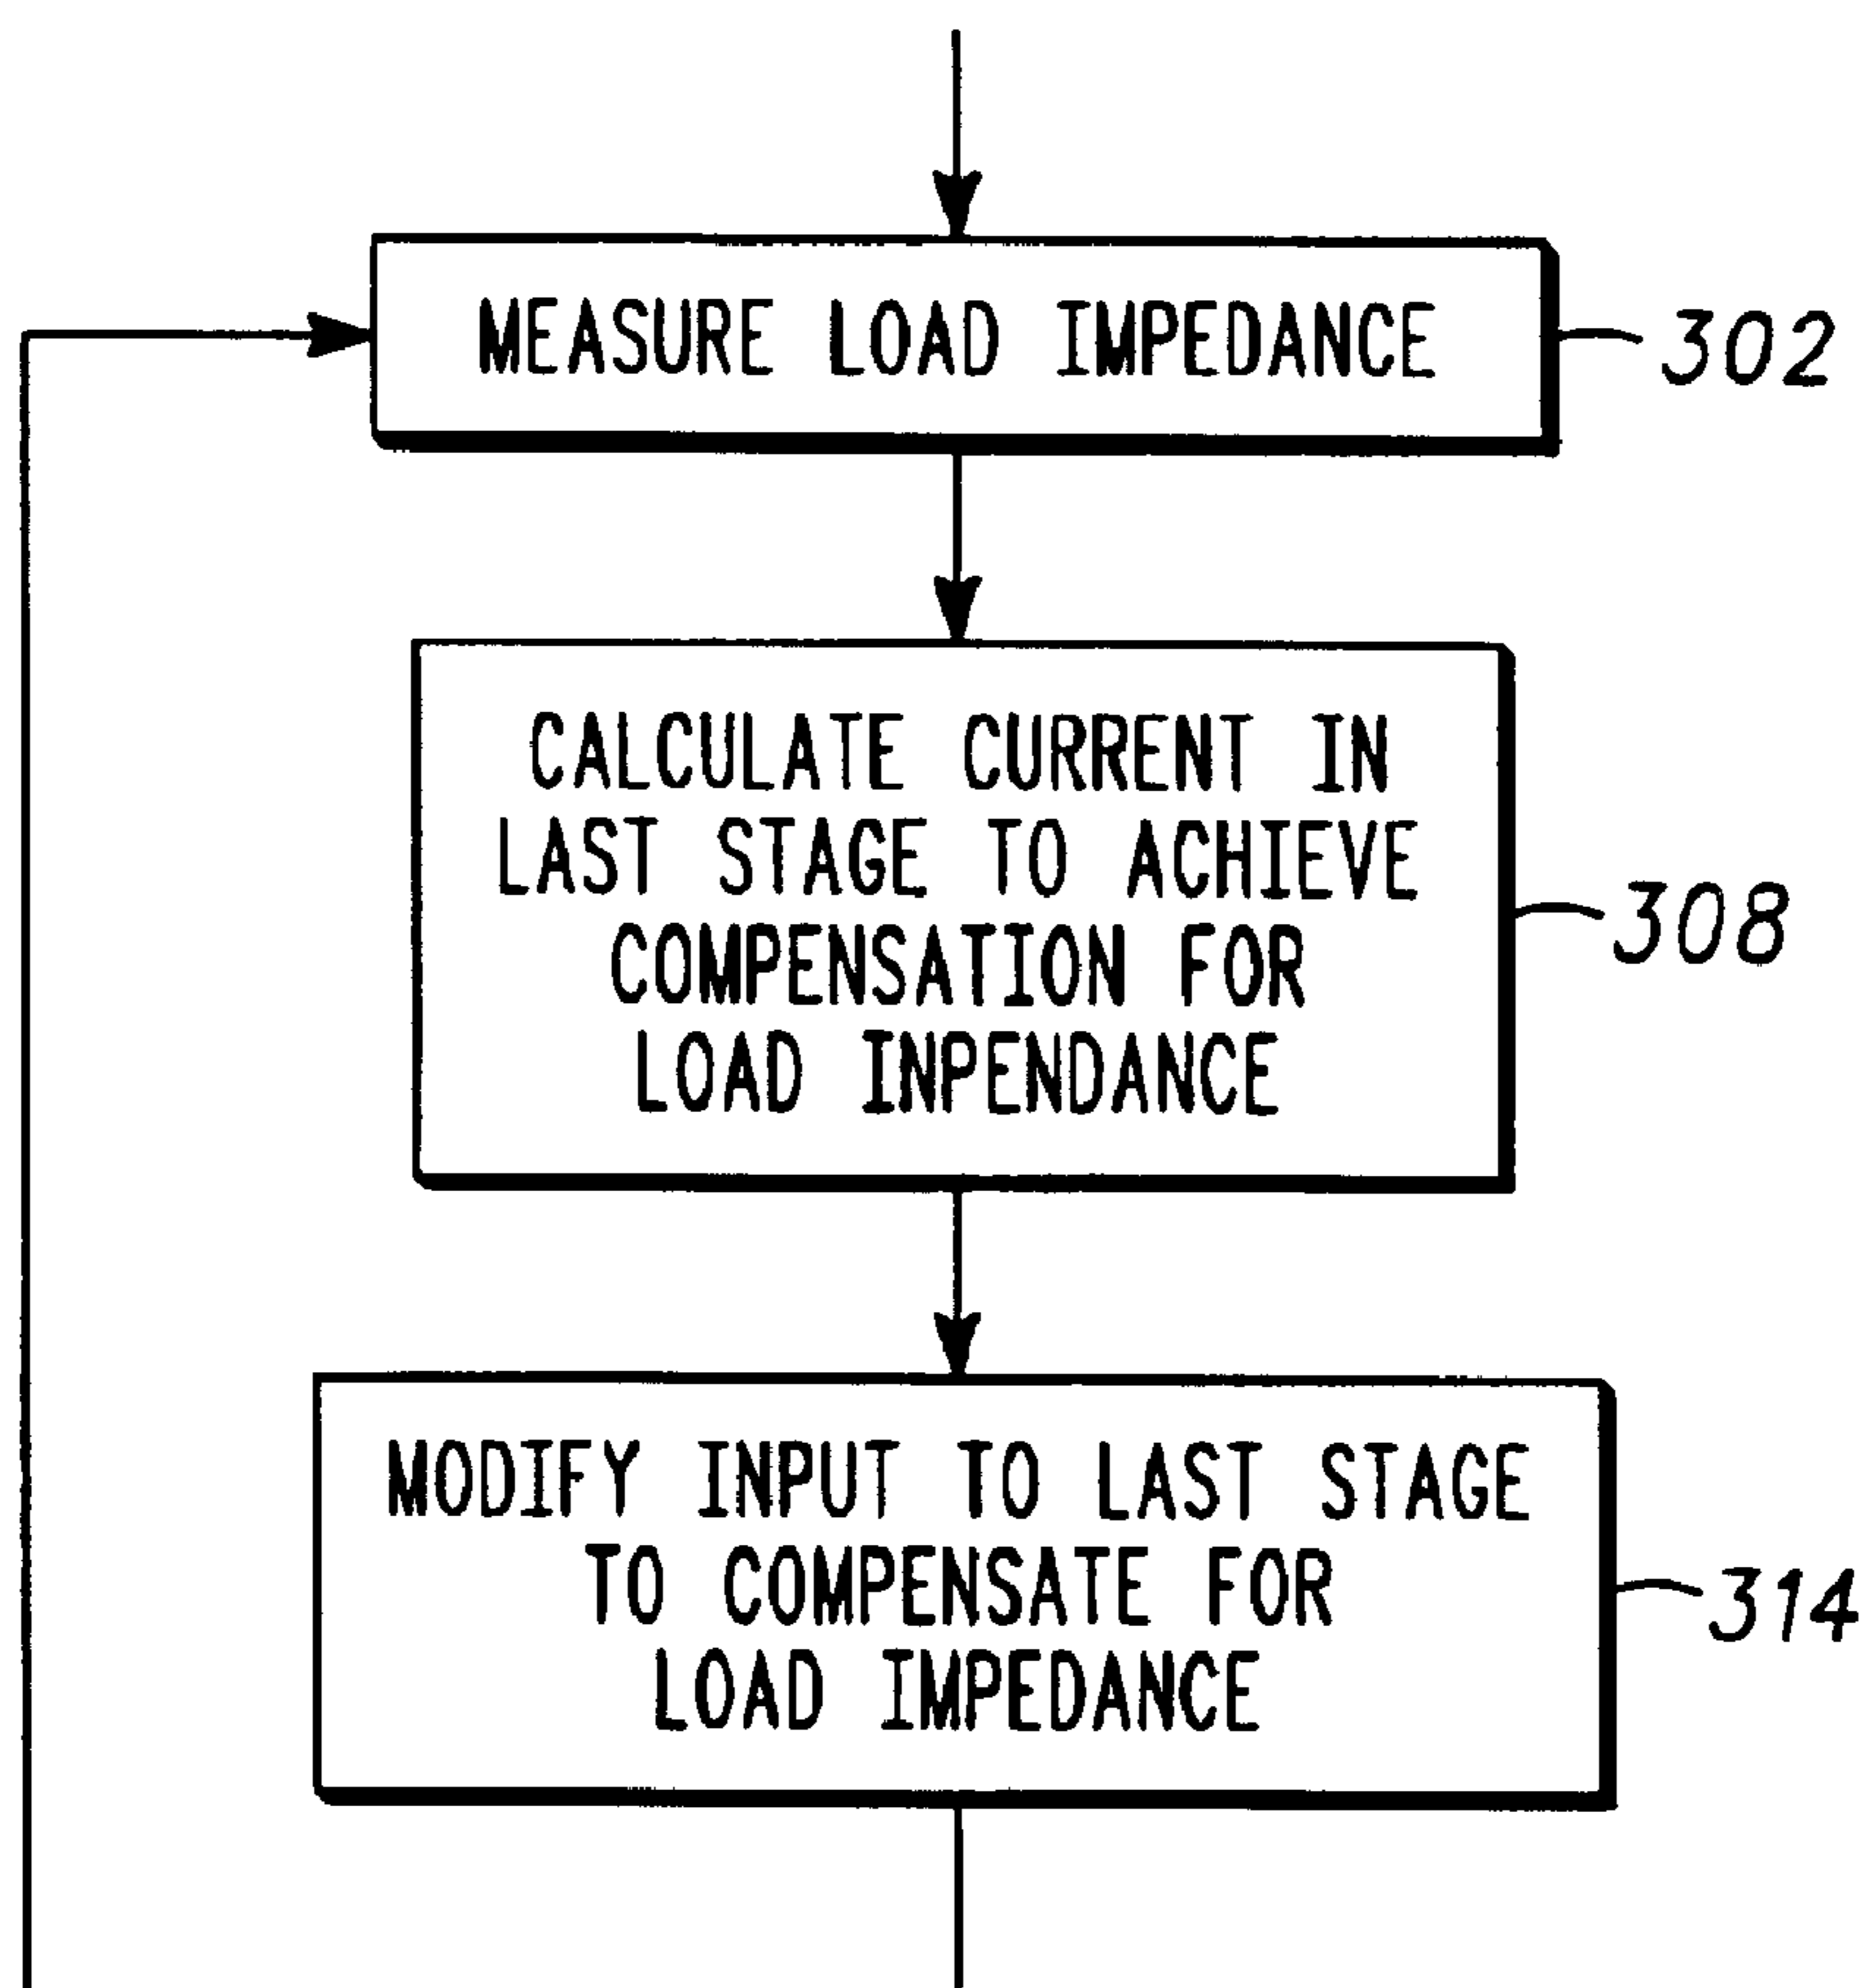 MEASURE LOAD IMPEDANCE
302
CALCULATE CURRENT IN
LAST STAGE TO ACHIEVE
COMPENSATION FOR
LOAD INPENDANCE
308
MODIFY INPUT TO LAST STAGE
TO COMPENSATE FOR
LOAD IMPEDANCE
314